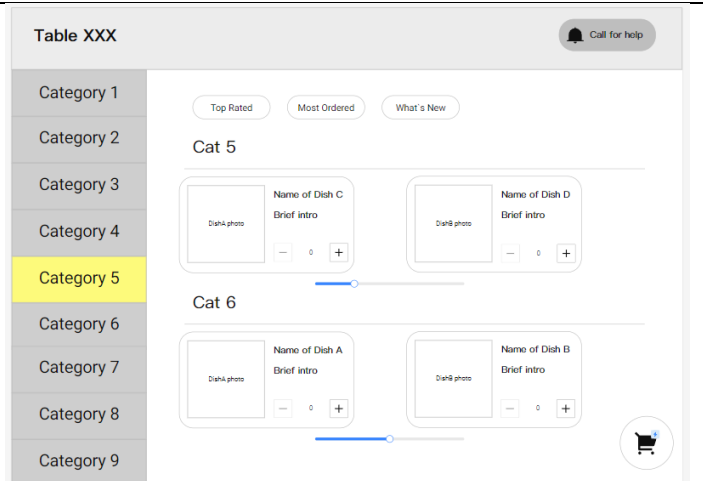 Table XXX
Call for help
Category 1
Category 2
Category 3
Category 4
Category 5
Category 6
Category 7
Category 8
Category 9
Top Rated
Most Ordered
What's New
Cat 5
DishA photo
Name of Dish C
Brief intro
0
DishB photo
Name of Dish D
Brief intro
0
Cat 6
DishA photo
Name of Dish A
Brief intro
0
DishB photo
Name of Dish B
Brief intro
0